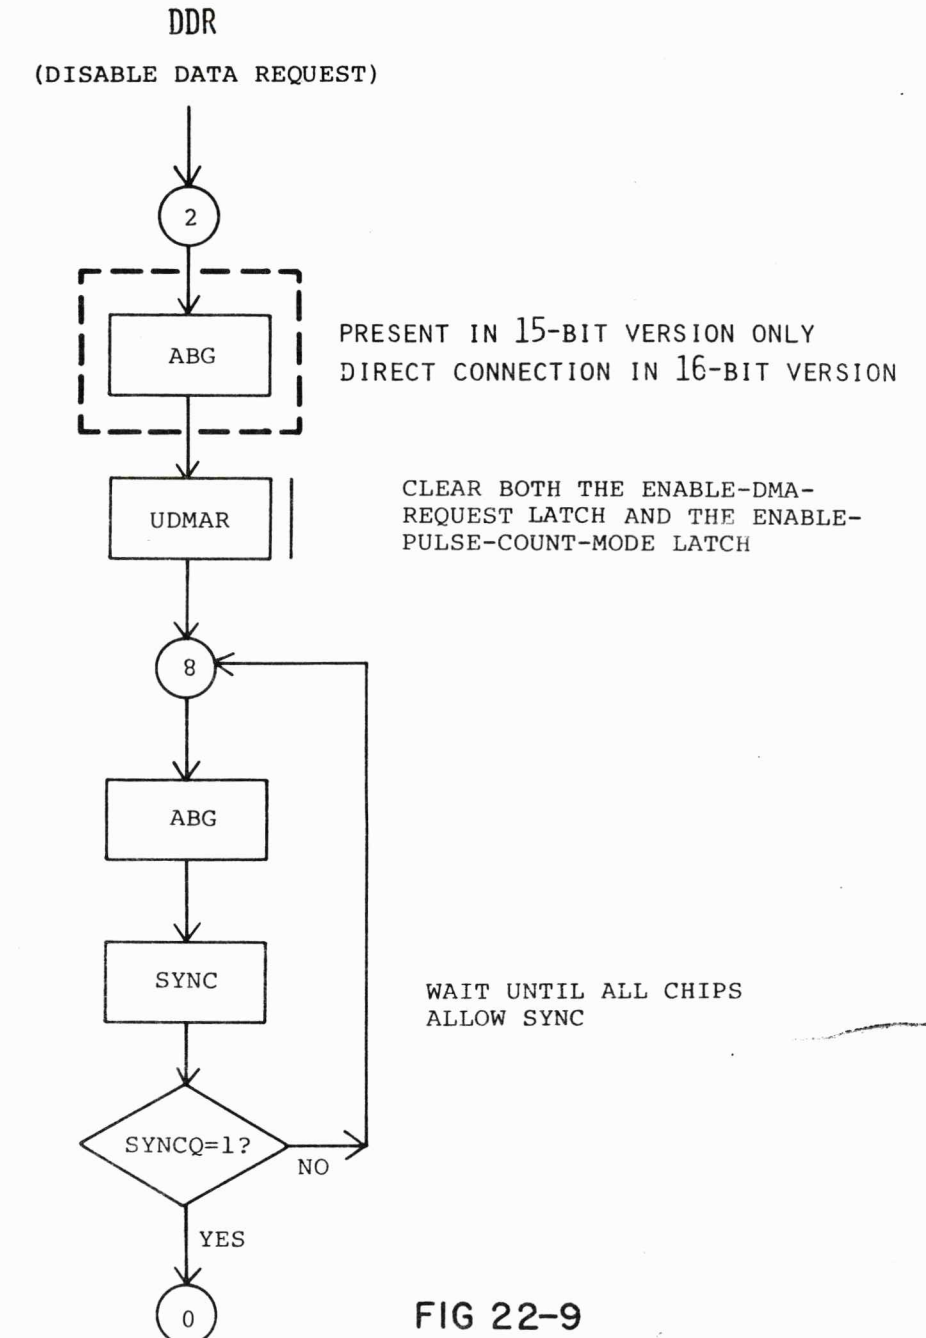 DDR
(DISABLE DATA REQUEST)
2
ABG
PRESENT IN 15-BIT VERSION ONLY
DIRECT CONNECTION IN 16-BIT VERSION
UDMAR
CLEAR BOTH THE ENABLE-DMA-
REQUEST LATCH AND THE ENABLE-
PULSE-COUNT-MODE LATCH
8
ABG
SYNC
WAIT UNTIL ALL CHIPS
ALLOW SYNC
SYNCQ=1?
NO
YES
0
FIG 22-9